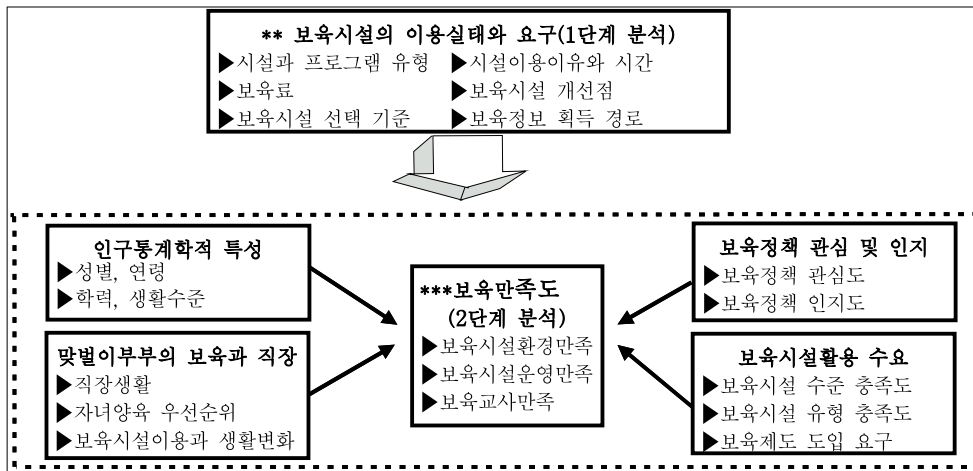 ** 보육시설의 이용실태와 요구(1단계 분석)
▶시설과 프로그램 유형 ▶시설이용이유와 시간
▶보육료 ▶보육시설 개선점
▶보육시설 선택 기준 ▶보육정보 획득 경로
인구통계학적 특성
▶성별, 연령
▶학력, 생활수준
맞벌이부부의 보육과 직장
▶직장생활
▶자녀양육 우선순위
▶보육시설이용과 생활변화
***보육만족도
(2단계 분석)
▶보육시설환경만족
▶보육시설운영만족
▶보육교사만족
보육정책 관심 및 인지
▶보육정책 관심도
▶보육정책 인지도
보육시설활용 수요
▶보육시설 수준 충족도
▶보육시설 유형 충족도
▶보육제도 도입 요구